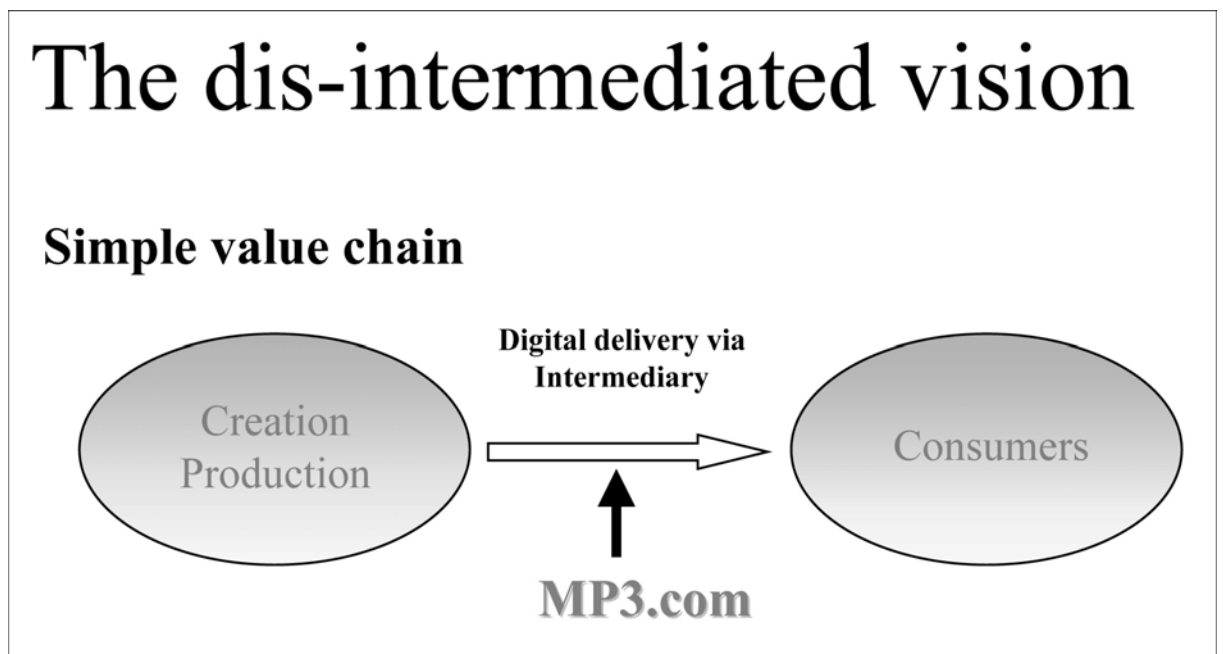 The dis-intermediated vision
Simple value chain
Digital delivery via
Intermediary
Creation
Production
Consumers
MP3.com